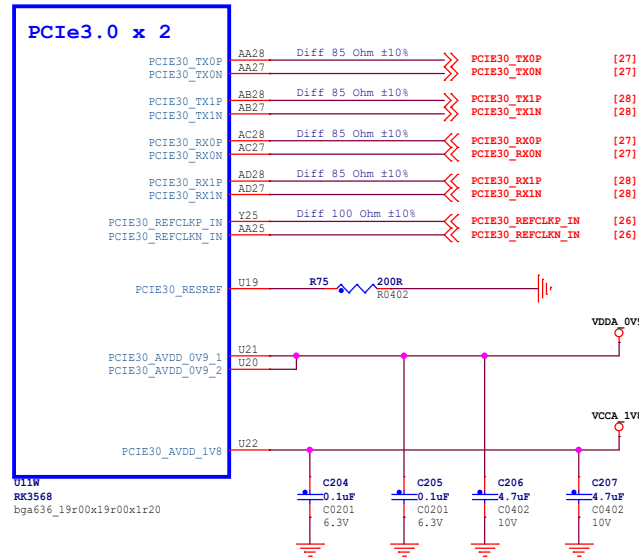 PCIe3.0 x 2
PCIE30_TX0P AA28 Diff 85 Ohm ±10% PCIE30_TX0P [27]
PCIE30_TX0N AA27 PCIE30_TX0N [27]
PCIE30_TX1P AB28 Diff 85 Ohm ±10% PCIE30_TX1P [28]
PCIE30_TX1N AB27 PCIE30_TX1N [28]
PCIE30_RX0P AC28 Diff 85 Ohm ±10% PCIE30_RX0P [27]
PCIE30_RX0N AC27 PCIE30_RX0N [27]
PCIE30_RX1P AD28 Diff 85 Ohm ±10% PCIE30_RX1P [28]
PCIE30_RX1N AD27 PCIE30_RX1N [28]
PCIE30_REFCLKP_IN Y25 Diff 100 Ohm ±10% PCIE30_REFCLKP_IN [26]
PCIE30_REFCLKN_IN AA25 PCIE30_REFCLKN_IN [26]
PCIE30_RESREF U19 R75 200R
R0402
VDDA_0V9
PCIE30_AVDD_0V9_1 U21
PCIE30_AVDD_0V9_2 U20
VCCA_1V8
PCIE30_AVDD_1V8 U22
U11W C204 C205 C206 C207
RK3568 0.1uF 0.1uF 4.7uF 4.7uF
bga636_19r00x19r00x1r20 C0201 C0201 C0402 C0402
6.3V 6.3V 10V 10V